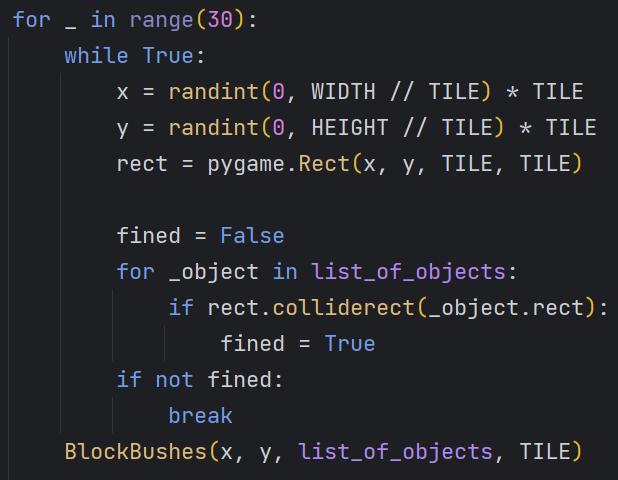 for _ in range(30):
    while True:
        x = randint(0, WIDTH // TILE) * TILE
        y = randint(0, HEIGHT // TILE) * TILE
        rect = pygame.Rect(x, y, TILE, TILE)

        fined = False
        for _object in list_of_objects:
            if rect.colliderect(_object.rect):
                fined = True
        if not fined:
            break
    BlockBushes(x, y, list_of_objects, TILE)